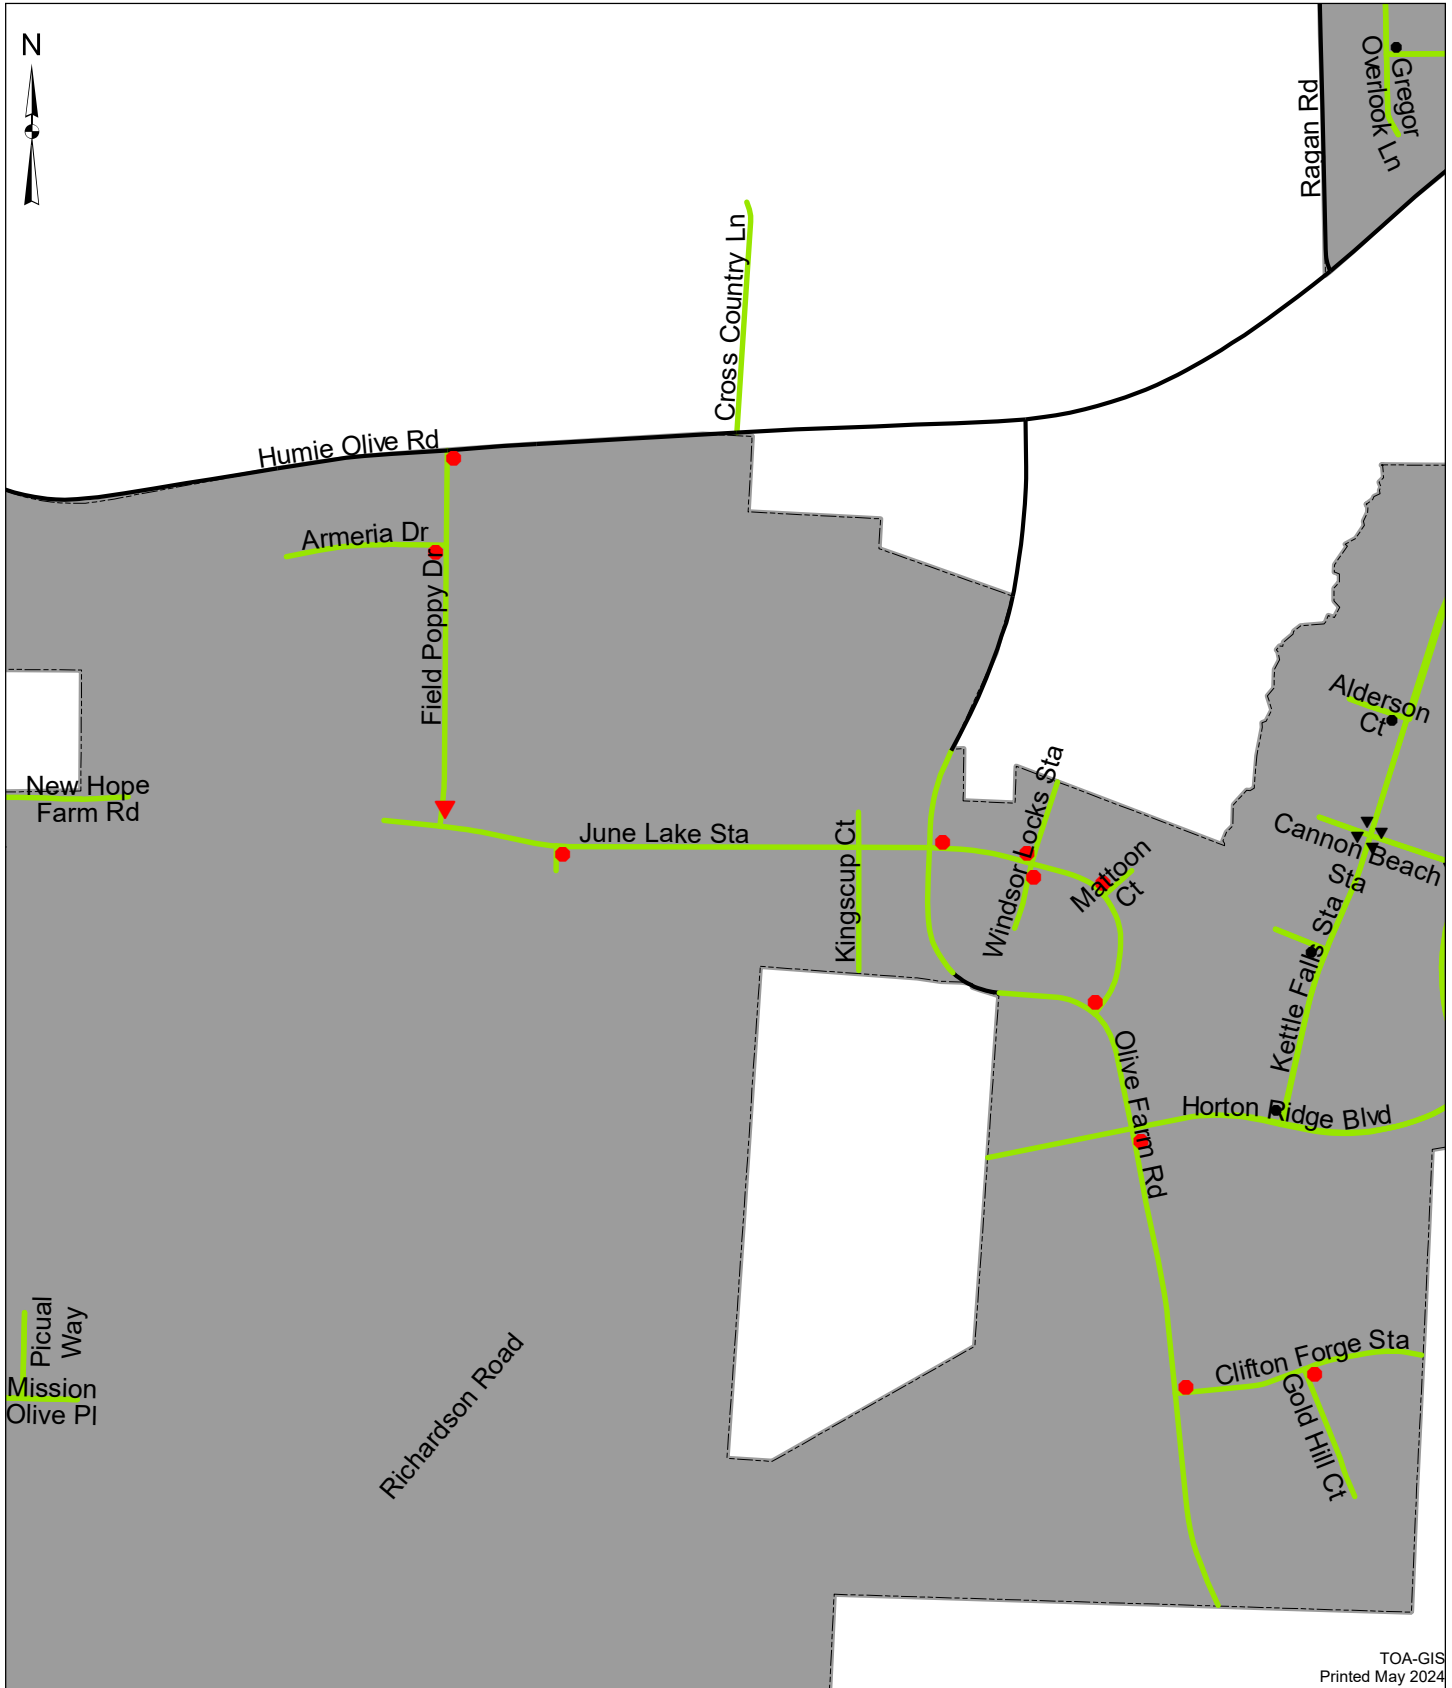 N
Gregor
Overlook Ln
Ragan Rd
Cross Country Ln
Humie Olive Rd
Armeria Dr
Field Poppy Dr
Alderson
Ct
New Hope
Farm Rd
June Lake Sta
Kingscup Ct
Windsor Locks Sta
Mattoon
Ct
Cannon Beach
Sta
Kettle Falls Sta
Olive Farm Rd
Horton Ridge Blvd
Picual
Way
Mission
Olive Pl
Richardson Road
Clifton Forge Sta
Gold Hill Ct
TOA-GIS
Printed May 2024